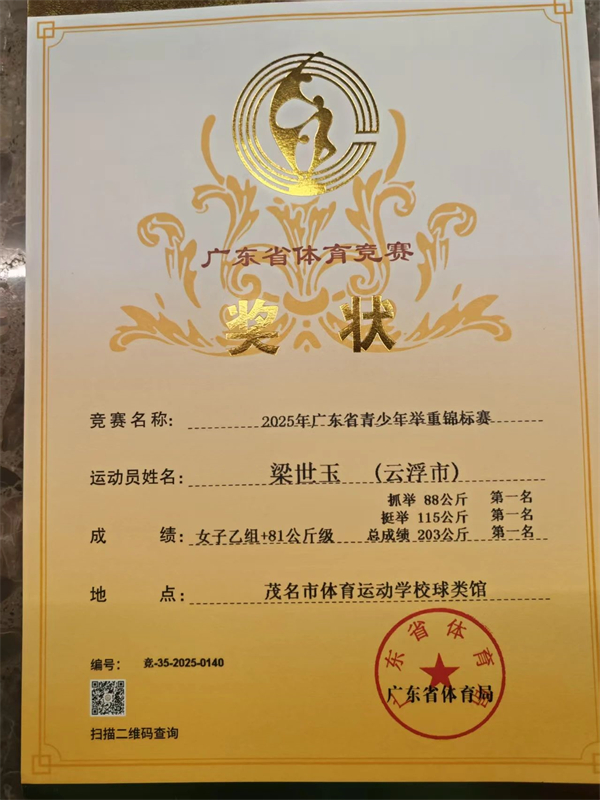 广东省体育竞赛
奖状
竞赛名称： 2025年广东省青少年举重锦标赛
运动员姓名： 梁世玉 （云浮市）
抓举 88公斤 第一名
挺举 115公斤 第一名
成绩： 女子乙组+81公斤级 总成绩 203公斤 第一名
地点： 茂名市体育运动学校球类馆
编号： 竞-35-2025-0140
广东省体育局
广东省体育局
扫描二维码查询